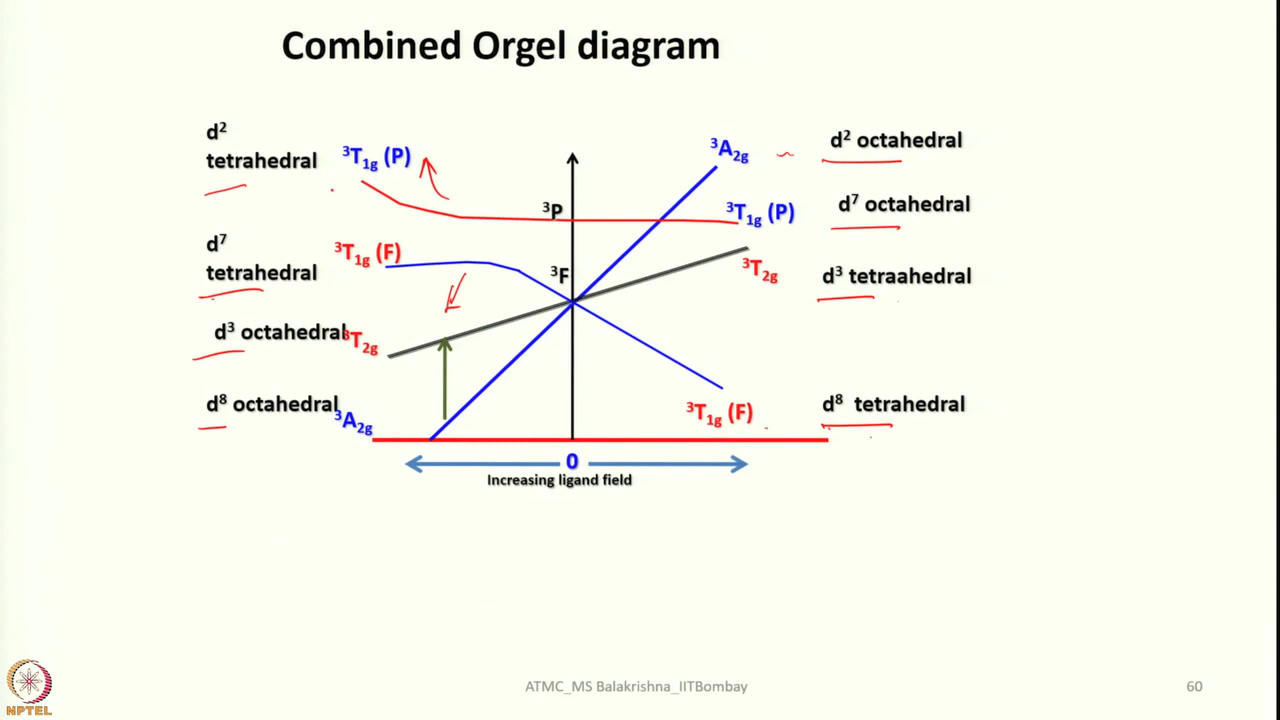 Combined Orgel diagram
d² tetrahedral
³T₁g (P)
³A₂g
d² octahedral
³P
³T₁g (P)
d⁷ octahedral
d⁷ tetrahedral
³T₁g (F)
³F
³T₂g
d³ tetraahedral
d³ octahedral
³T₂g
d⁸ octahedral
³A₂g
³T₁g (F)
d⁸ tetrahedral
0
Increasing ligand field
NPTEL
ATMC_MS Balakrishna_IITBombay
60